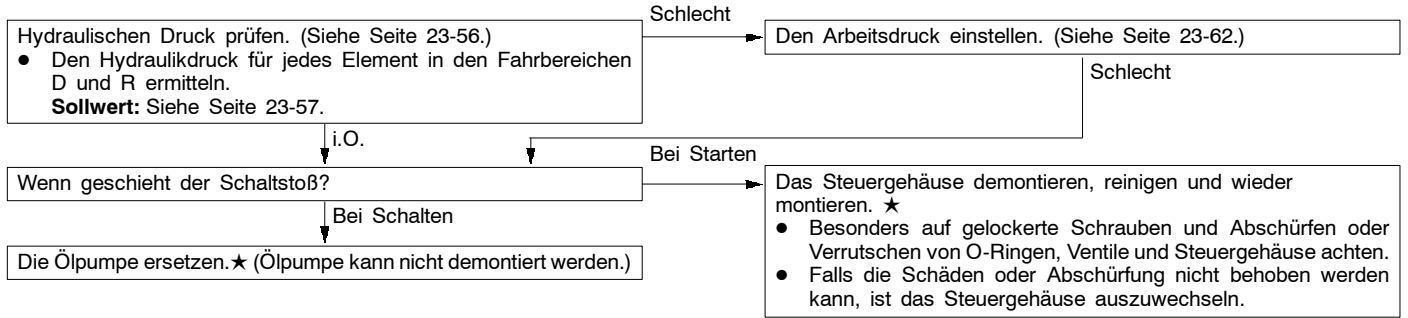 Schlecht
Hydraulischen Druck prüfen. (Siehe Seite 23-56.)
● Den Hydraulikdruck für jedes Element in den Fahrbereichen
D und R ermitteln.
Sollwert: Siehe Seite 23-57.
Den Arbeitsdruck einstellen. (Siehe Seite 23-62.)
Schlecht
i.O.
Bei Starten
Wenn geschieht der Schaltstoß?
Das Steuergehäuse demontieren, reinigen und wieder
montieren. ★
● Besonders auf gelockerte Schrauben und Abschürfen oder
Verrutschen von O-Ringen, Ventile und Steuergehäuse achten.
● Falls die Schäden oder Abschürfung nicht behoben werden
kann, ist das Steuergehäuse auszuwechseln.
Bei Schalten
Die Ölpumpe ersetzen.★ (Ölpumpe kann nicht demontiert werden.)